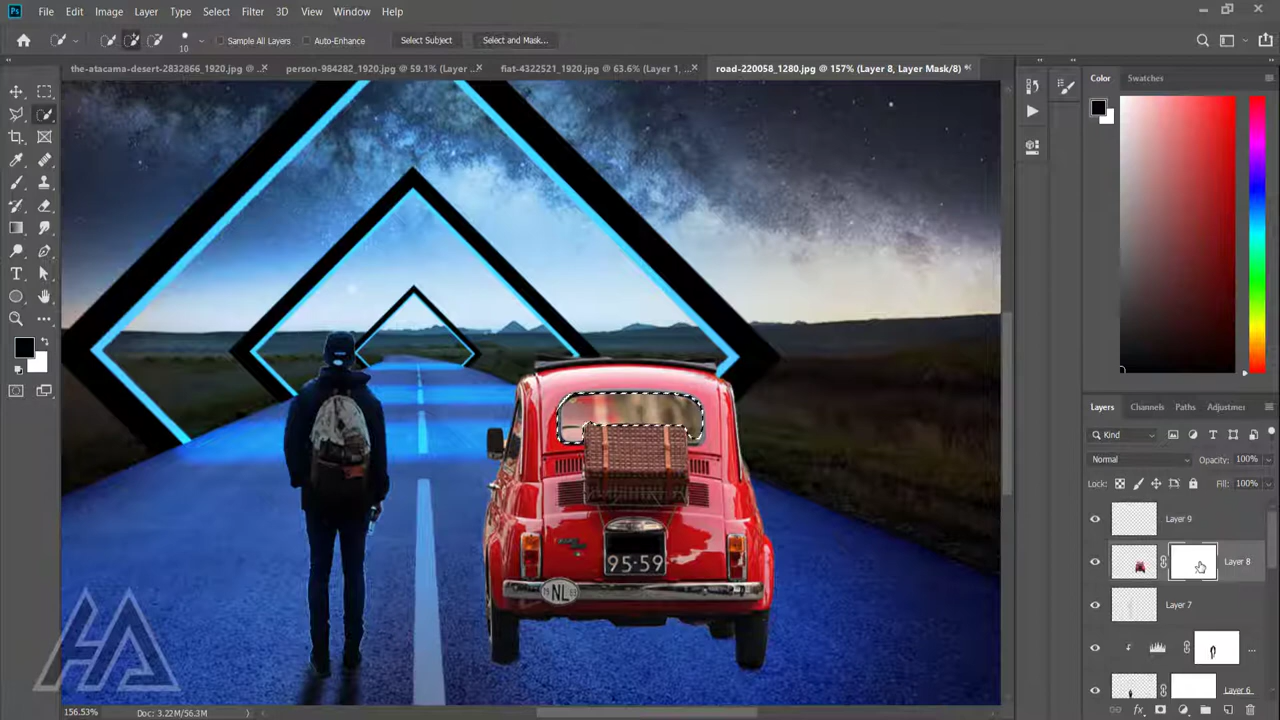 Ps File Edit Image Layer Type Select Filter 3D View Window Help
10 Sample All Layers Auto-Enhance Select Subject Select and Mask...
the-atacama-desert-2832866_1920.jpg @ ... person-984282_1920.jpg @ 59.1% (Layer ... fiat-4322521_1920.jpg @ 63.6% (Layer 1, ... road-220058_1280.jpg @ 157% (Layer 8, Layer Mask/8) *
Color Swatches
Layers Channels Paths Adjustmer
Kind
Normal Opacity: 100%
Lock: Fill: 100%
Layer 9
Layer 8
Layer 7
...
Layer 6
fx
95-59
NL
HA
156.53% Doc: 3.22M/56.3M